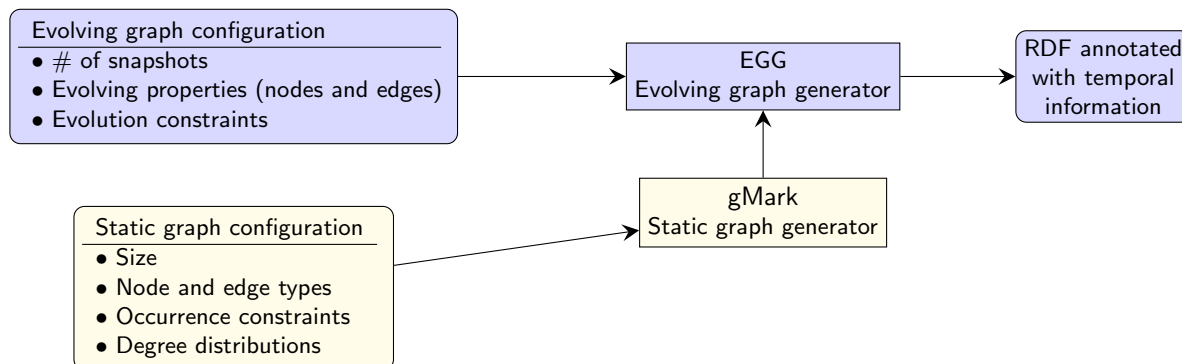 Evolving graph configuration
• # of snapshots
• Evolving properties (nodes and edges)
• Evolution constraints
EGG
Evolving graph generator
RDF annotated
with temporal
information
gMark
Static graph generator
Static graph configuration
• Size
• Node and edge types
• Occurrence constraints
• Degree distributions